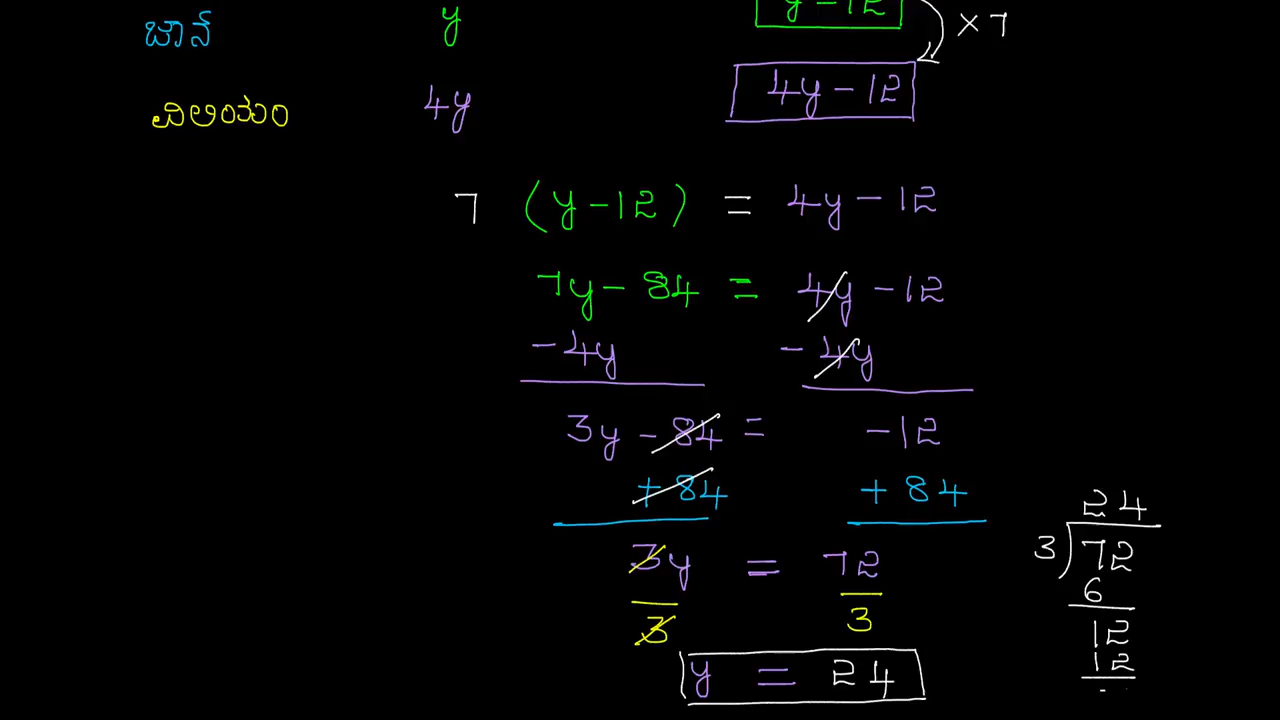 ಜಾನ್ y y-12 ×7
ವಿಲಿಯಂ 4y 4y-12
7 (y-12) = 4y-12
7y-84 = 4y-12
-4y -4y
3y-84 = -12
+84 +84
3y = 72
3 3
y = 24
24
3)72
6
12
12